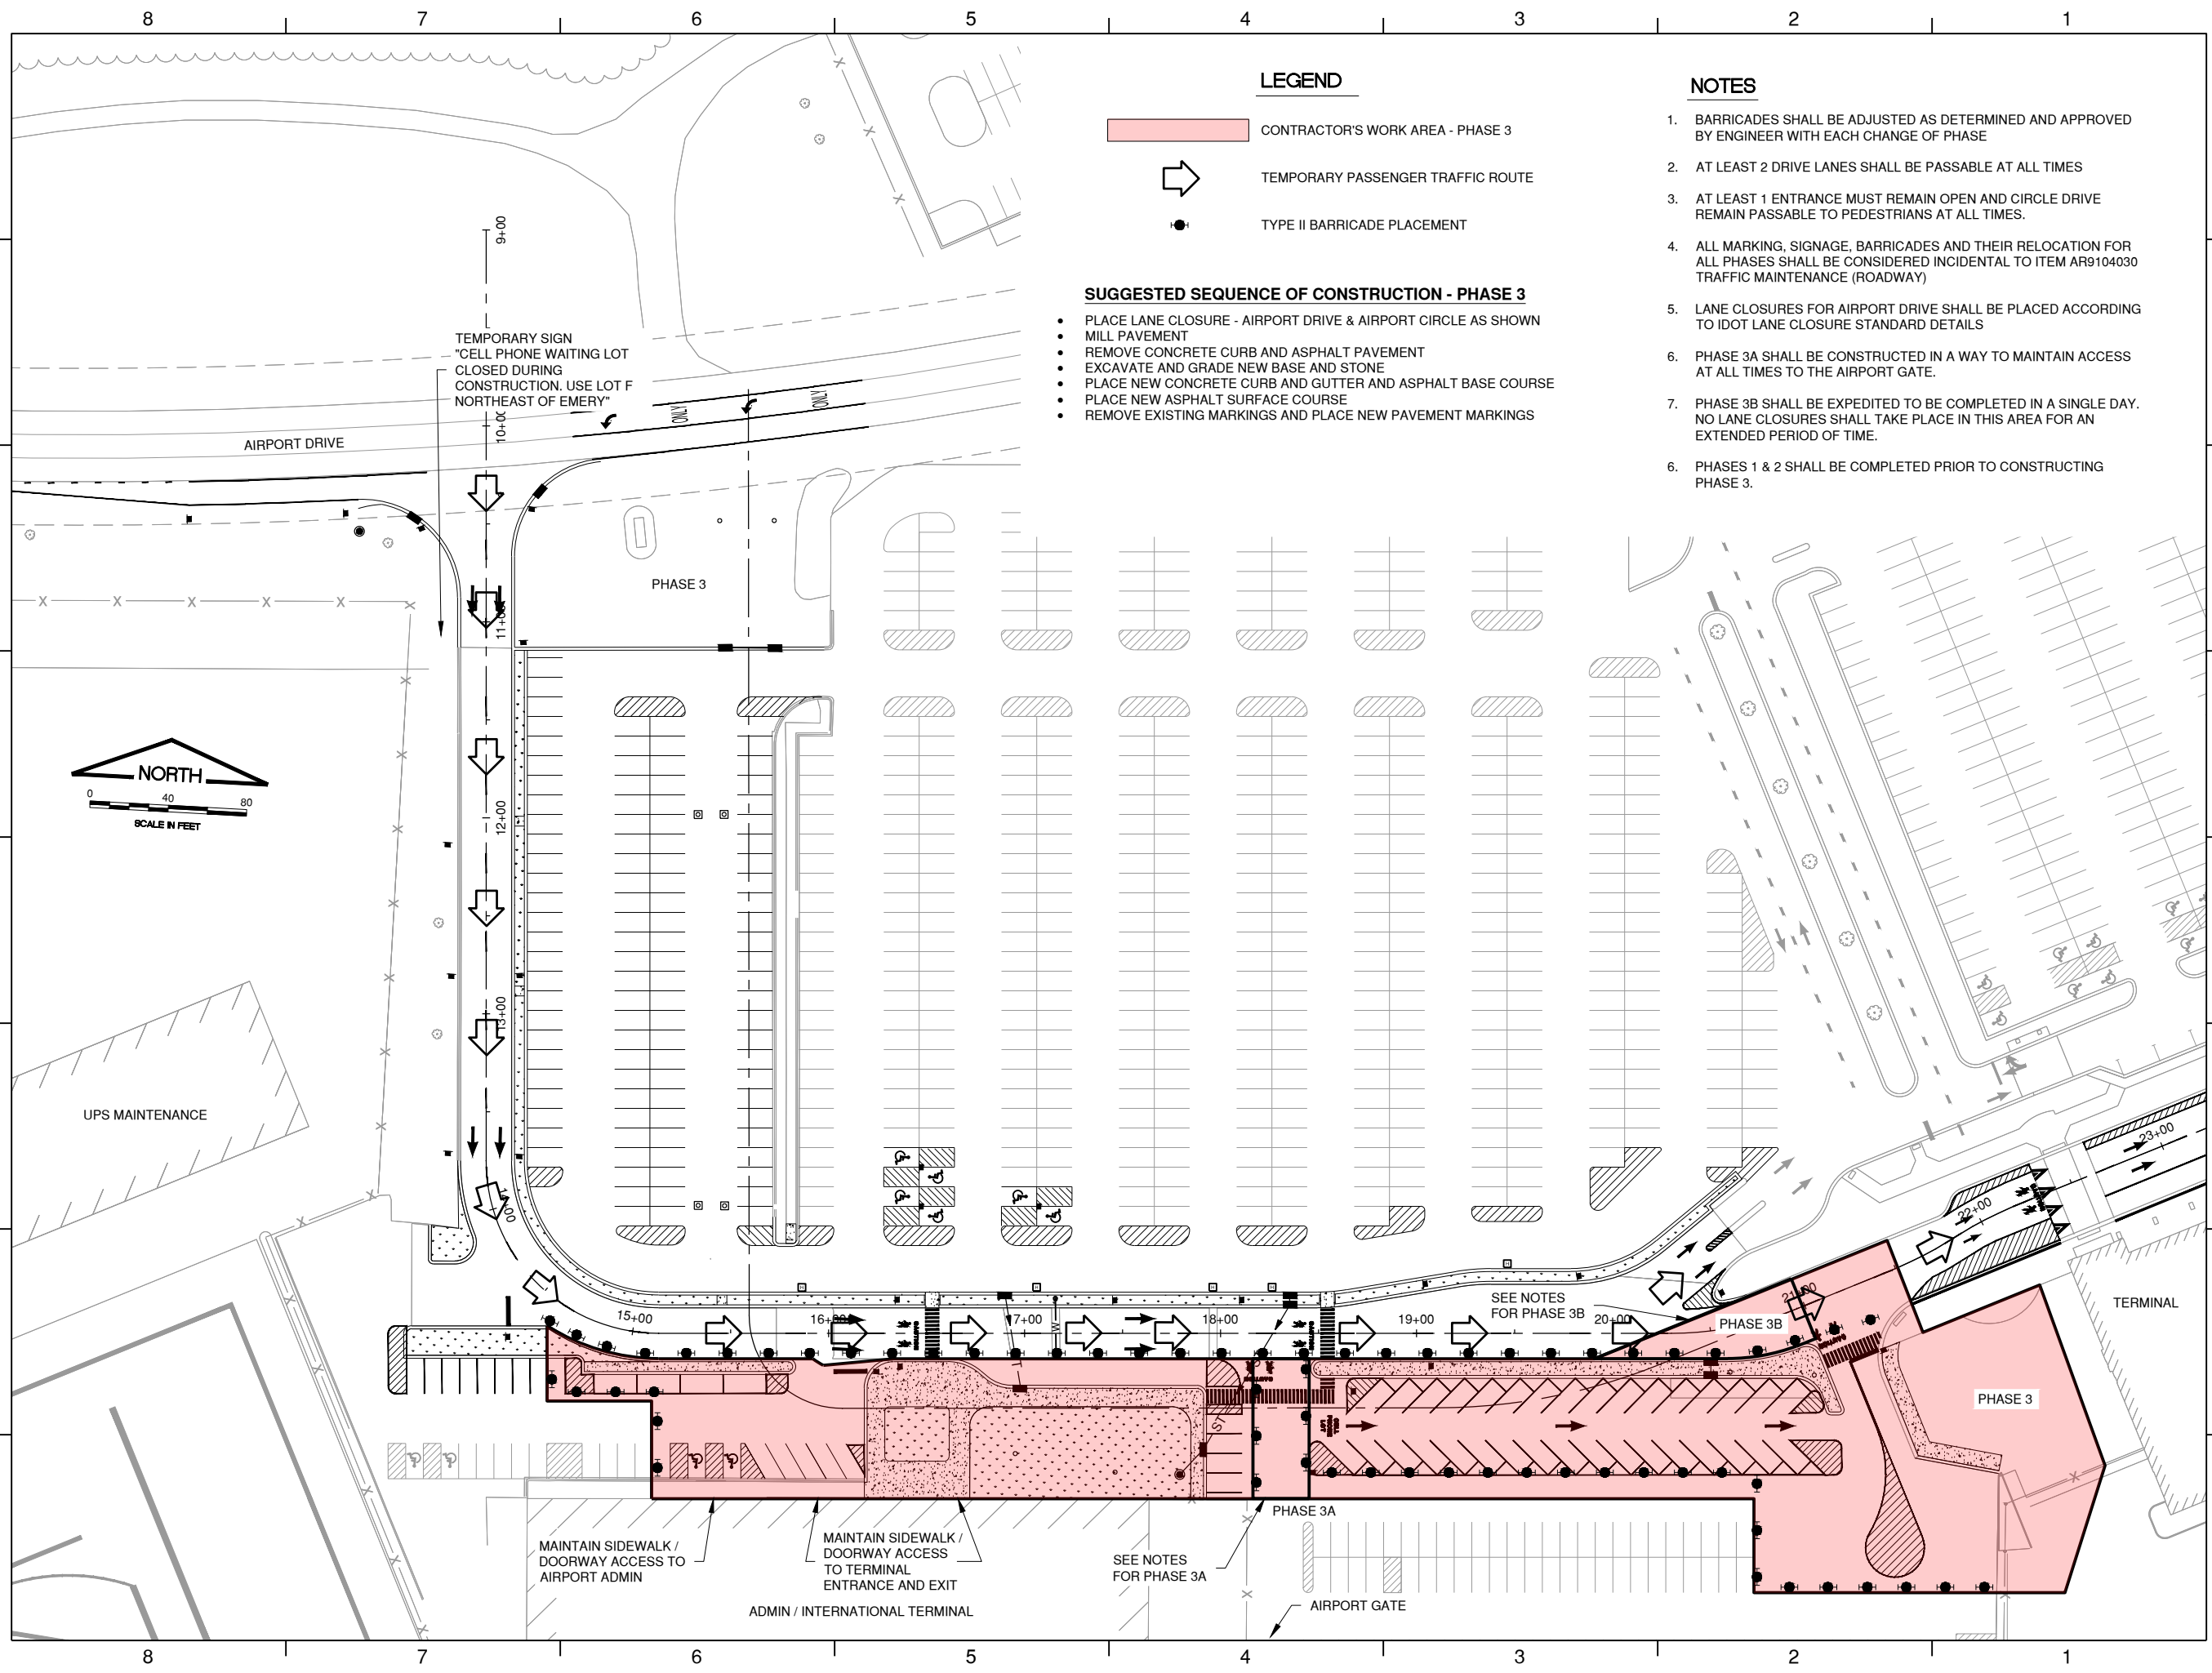 8 7 6 5 4 3 2 1
LEGEND
CONTRACTOR'S WORK AREA - PHASE 3
TEMPORARY PASSENGER TRAFFIC ROUTE
TYPE II BARRICADE PLACEMENT
SUGGESTED SEQUENCE OF CONSTRUCTION - PHASE 3
• PLACE LANE CLOSURE - AIRPORT DRIVE & AIRPORT CIRCLE AS SHOWN
• MILL PAVEMENT
• REMOVE CONCRETE CURB AND ASPHALT PAVEMENT
• EXCAVATE AND GRADE NEW BASE AND STONE
• PLACE NEW CONCRETE CURB AND GUTTER AND ASPHALT BASE COURSE
• PLACE NEW ASPHALT SURFACE COURSE
• REMOVE EXISTING MARKINGS AND PLACE NEW PAVEMENT MARKINGS
NOTES
1. BARRICADES SHALL BE ADJUSTED AS DETERMINED AND APPROVED
BY ENGINEER WITH EACH CHANGE OF PHASE
2. AT LEAST 2 DRIVE LANES SHALL BE PASSABLE AT ALL TIMES
3. AT LEAST 1 ENTRANCE MUST REMAIN OPEN AND CIRCLE DRIVE
REMAIN PASSABLE TO PEDESTRIANS AT ALL TIMES.
4. ALL MARKING, SIGNAGE, BARRICADES AND THEIR RELOCATION FOR
ALL PHASES SHALL BE CONSIDERED INCIDENTAL TO ITEM AR9104030
TRAFFIC MAINTENANCE (ROADWAY)
5. LANE CLOSURES FOR AIRPORT DRIVE SHALL BE PLACED ACCORDING
TO IDOT LANE CLOSURE STANDARD DETAILS
6. PHASE 3A SHALL BE CONSTRUCTED IN A WAY TO MAINTAIN ACCESS
AT ALL TIMES TO THE AIRPORT GATE.
7. PHASE 3B SHALL BE EXPEDITED TO BE COMPLETED IN A SINGLE DAY.
NO LANE CLOSURES SHALL TAKE PLACE IN THIS AREA FOR AN
EXTENDED PERIOD OF TIME.
6. PHASES 1 & 2 SHALL BE COMPLETED PRIOR TO CONSTRUCTING
PHASE 3.
9+00
TEMPORARY SIGN
"CELL PHONE WAITING LOT
CLOSED DURING
CONSTRUCTION. USE LOT F
NORTHEAST OF EMERY"
10+00
ONLY
ONLY
AIRPORT DRIVE
PHASE 3
11+00
NORTH
0 40 80
SCALE IN FEET
12+00
13+00
UPS MAINTENANCE
14+00
23+00
22+00
21+00
SEE NOTES
FOR PHASE 3B
TERMINAL
15+00
16+00
17+00
18+00
19+00
20+00
PHASE 3B
W
ST
PHASE 3
PHASE 3A
MAINTAIN SIDEWALK /
DOORWAY ACCESS TO
AIRPORT ADMIN
MAINTAIN SIDEWALK /
DOORWAY ACCESS
TO TERMINAL
ENTRANCE AND EXIT
SEE NOTES
FOR PHASE 3A
ADMIN / INTERNATIONAL TERMINAL
AIRPORT GATE
8 7 6 5 4 3 2 1